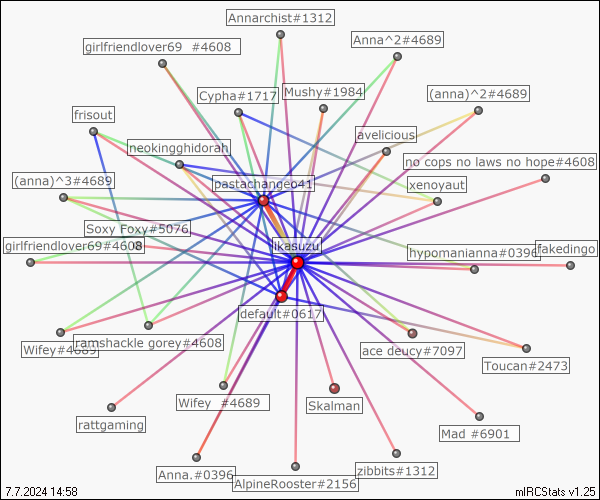 Annarchist#1312
Anna^2#4689
girlfriendlover69 #4608
Cypha#1717
Mushy#1984
(anna)^2#4689
frisout
avelicious
neokingghidorah
no cops no laws no hope#4608
(anna)^3#4689
pastachangeo41
xenoyaut
Soxy Foxy#5076
girlfriendlover69#4608
ikasuzu
hypomanianna#0396
fakedingo
default#0617
Wifey#4689
ramshackle gorey#4608
ace deucy#7097
Toucan#2473
Wifey #4689
Skalman
rattgaming
Mad #6901
Anna.#0396
AlpineRooster#2156
zibbits#1312
7.7.2024 14:58
mIRCStats v1.25